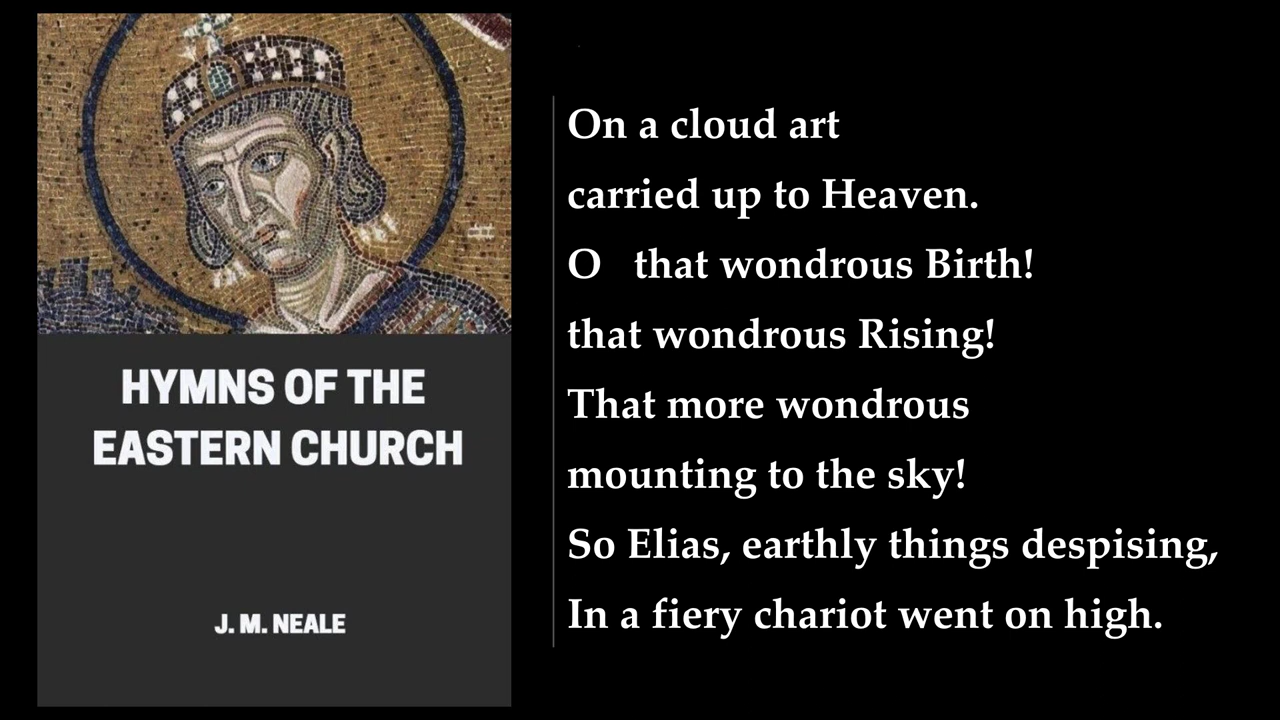 HYMNS OF THE
EASTERN CHURCH
J. M. NEALE
On a cloud art
carried up to Heaven.
O   that wondrous Birth!
that wondrous Rising!
That more wondrous
mounting to the sky!
So Elias, earthly things despising,
In a fiery chariot went on high.